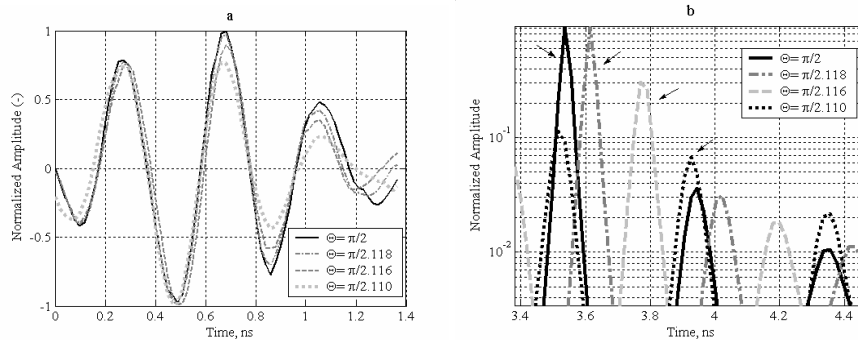 a
Normalized Amplitude (-)
1
0.5
0
-0.5
-1
0
0.2
0.4
0.6
0.8
1
1.2
1.4
Time, ns
Θ= π/2
Θ= π/2.118
Θ= π/2.116
Θ= π/2.110
b
Normalized Amplitude
10-1
10-2
3.4
3.6
3.8
4
4.2
4.4
Time, ns
Θ= π/2
Θ= π/2.118
Θ= π/2.116
Θ= π/2.110